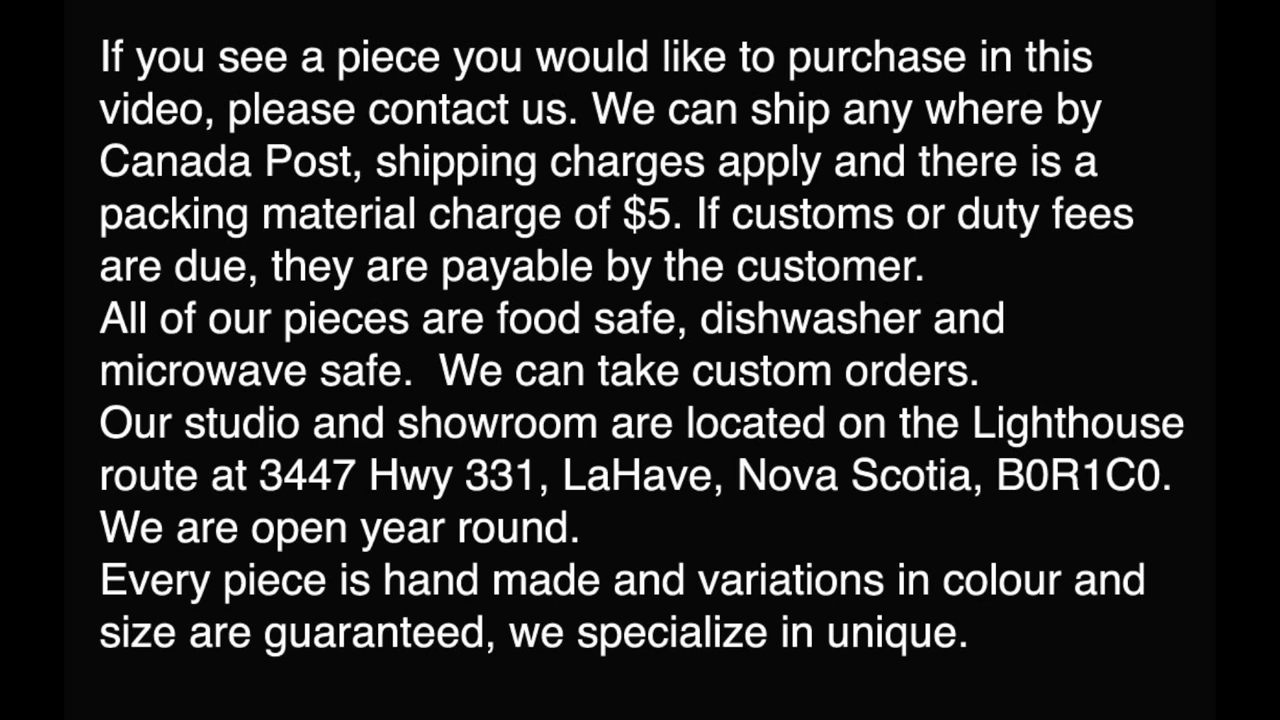 If you see a piece you would like to purchase in this
video, please contact us. We can ship any where by
Canada Post, shipping charges apply and there is a
packing material charge of $5. If customs or duty fees
are due, they are payable by the customer.
All of our pieces are food safe, dishwasher and
microwave safe.  We can take custom orders.
Our studio and showroom are located on the Lighthouse
route at 3447 Hwy 331, LaHave, Nova Scotia, B0R1C0.
We are open year round.
Every piece is hand made and variations in colour and
size are guaranteed, we specialize in unique.